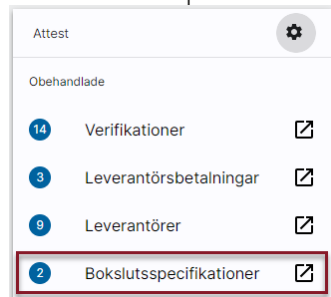 Attest
Obehandlade
14 Verifikationer
3 Leverantörsbetalningar
9 Leverantörer
2 Bokslutsspecifikationer